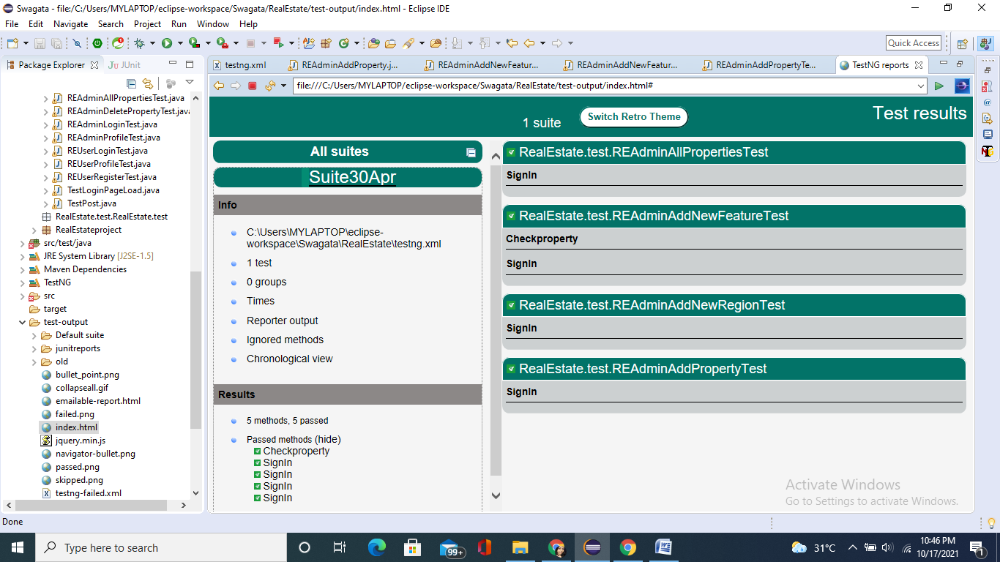 Swagata - file:/C:/Users/MYLAPTOP/eclipse-workspace/Swagata/RealEstate/test-output/index.html - Eclipse IDE
File Edit Navigate Search Project Run Window Help
Quick Access
Package Explorer JUnit
testng.xml REAdminAddProperty.j... REAdminAddNewFeatur... REAdminAddNewFeatur... REAdminAddPropertyTe... TestNG reports
file:///C:/Users/MYLAPTOP/eclipse-workspace/Swagata/RealEstate/test-output/index.html#
REAdminAllPropertiesTest.java
REAdminDeletePropertyTest.java
REAdminLoginTest.java
REAdminProfileTest.java
REUserLoginTest.java
REUserProfileTest.java
REUserRegisterTest.java
TestLoginPageLoad.java
TestPost.java
RealEstate.test.RealEstate.test
RealEstateproject
src/test/java
JRE System Library [J2SE-1.5]
Maven Dependencies
TestNG
src
target
test-output
Default suite
junitreports
old
bullet_point.png
collapseall.gif
emailable-report.html
failed.png
index.html
jquery.min.js
navigator-bullet.png
passed.png
skipped.png
testng-failed.xml
1 suite
Switch Retro Theme
Test results
All suites
Suite30Apr
Info
C:\Users\MYLAPTOP\eclipse-
workspace\Swagata\RealEstate\testng.xml
1 test
0 groups
Times
Reporter output
Ignored methods
Chronological view
Results
5 methods, 5 passed
Passed methods (hide)
Checkproperty
SignIn
SignIn
SignIn
SignIn
RealEstate.test.REAdminAllPropertiesTest
SignIn
RealEstate.test.REAdminAddNewFeatureTest
Checkproperty
SignIn
RealEstate.test.REAdminAddNewRegionTest
SignIn
RealEstate.test.REAdminAddPropertyTest
SignIn
Activate Windows
Go to Settings to activate Windows.
Done
Type here to search
99+
31°C
10:46 PM
10/17/2021
1